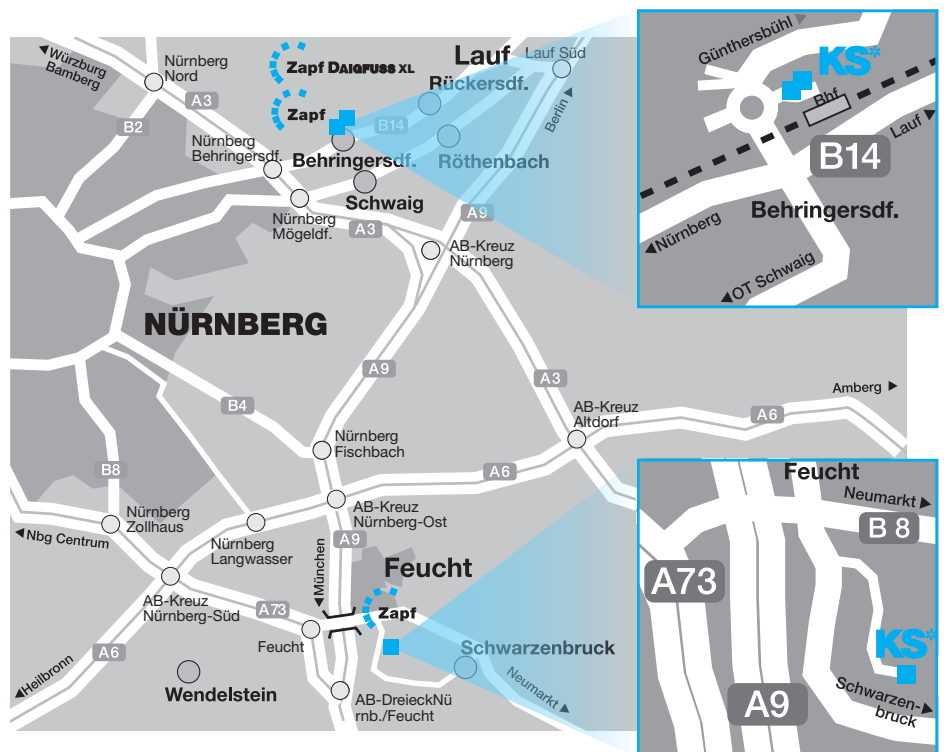 Würzburg
Bamberg
Nürnberg
Nord
A3
B2
Zapf DAIGFUSS XL
Zapf
Lauf
Lauf Süd
Rückersdf.
B14
Berlin
Nürnberg
Behringersdf.
Behringersdf.
Röthenbach
Schwaig
Nürnberg
Mögeldf.
A3
A9
AB-Kreuz
Nürnberg
NÜRNBERG
A9
A3
B4
AB-Kreuz
Altdorf
Amberg
A6
Nürnberg
Fischbach
B8
A6
Nürnberg
Zollhaus
AB-Kreuz
Nürnberg-Ost
Nbg Centrum
Nürnberg
Langwasser
A9
München
Feucht
AB-Kreuz
Nürnberg-Süd
A73
Zapf
Feucht
A6
Heilbronn
Schwarzenbruck
Wendelstein
Neumarkt
AB-DreieckNü
rnb./Feucht
Günthersbühl
KS*
Bhf
Lauf
B14
Behringersdf.
Nürnberg
OT Schwaig
Feucht
Neumarkt
B 8
A73
KS*
Schwarzen-
bruck
A9